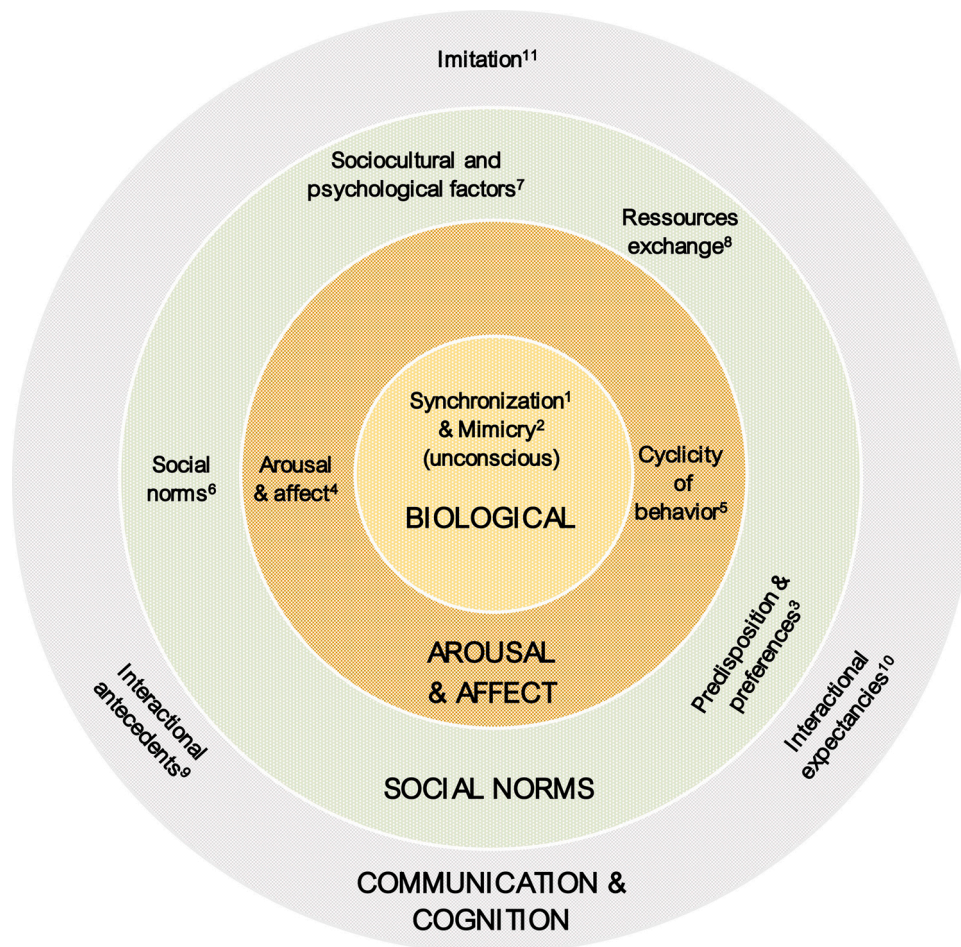 Imitation¹¹
Sociocultural and
psychological factors⁷
Ressources
exchange⁸
Synchronization¹
& Mimicry²
(unconscious)
BIOLOGICAL
Social
norms⁶
Arousal
& affect⁴
Cyclicity
of
behavior⁵
Predisposition &
preferences³
AROUSAL
& AFFECT
Interactional
antecedents⁹
Interactional
expectancies¹⁰
SOCIAL NORMS
COMMUNICATION &
COGNITION